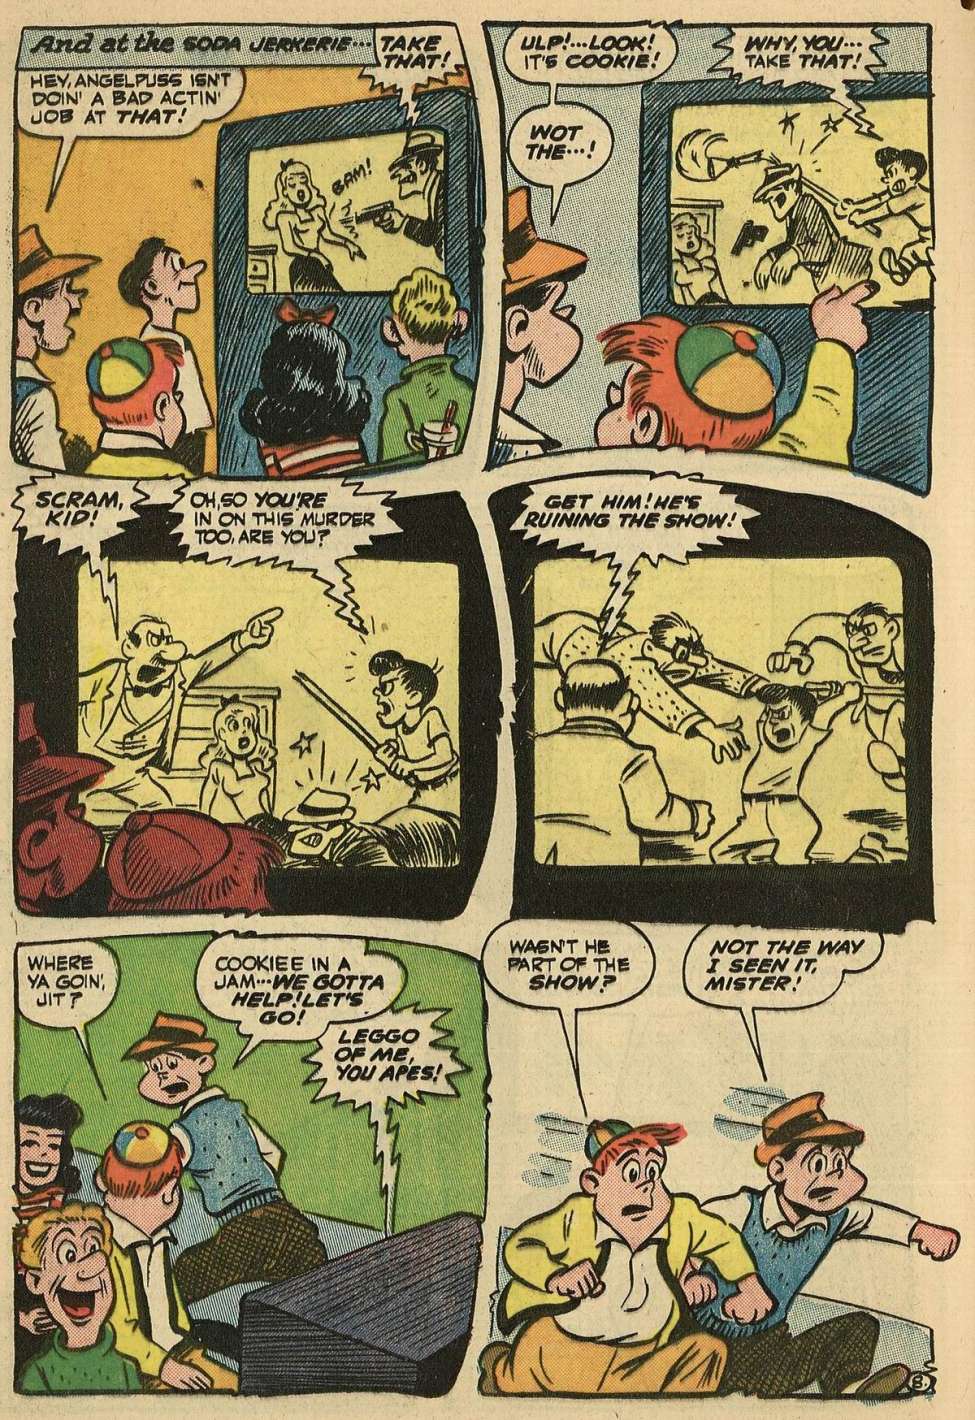 And at the SODA JERKERIE...
TAKE
THAT!
HEY, ANGELPUSS ISN'T
DOIN' A BAD ACTIN'
JOB AT THAT!
BAM!
ULP!...LOOK!
IT'S COOKIE!
WOT
THE...!
WHY, YOU...
TAKE THAT!
SCRAM,
KID!
OH, SO YOU'RE
IN ON THIS MURDER
TOO, ARE YOU?
GET HIM! HE'S
RUINING THE SHOW!
WHERE
YA GOIN',
JIT?
COOKIEE IN A
JAM...WE GOTTA
HELP! LET'S
GO!
LEGGO
OF ME,
YOU APES!
WASN'T HE
PART OF THE
SHOW?
NOT THE WAY
I SEEN IT,
MISTER!
8.